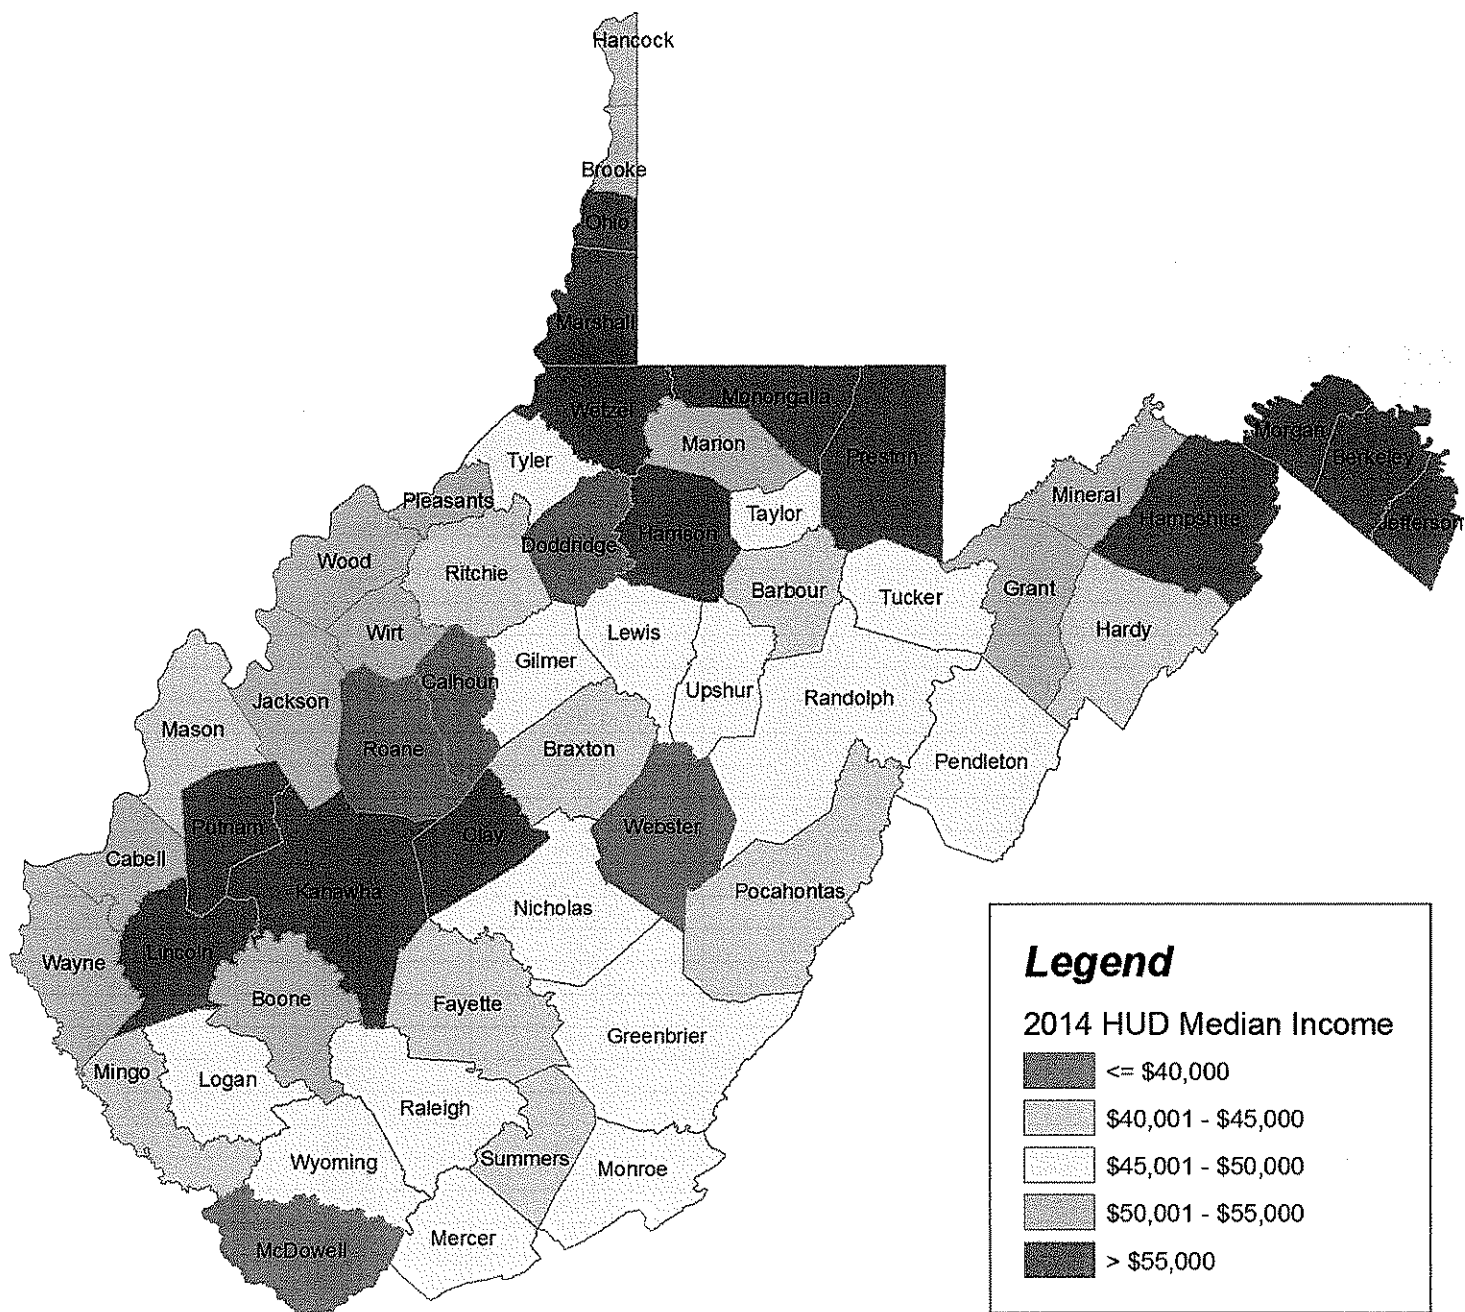 Hancock
Brooke
Ohio
Marshall
Wetzel
Monongalia
Marion
Preston
Morgan
Berkeley
Jefferson
Hampshire
Mineral
Tyler
Pleasants
Taylor
Harrison
Doddridge
Wood
Ritchie
Barbour
Tucker
Grant
Hardy
Wirt
Lewis
Gilmer
Calhoun
Upshur
Randolph
Jackson
Mason
Roane
Braxton
Pendleton
Putnam
Clay
Webster
Cabell
Kanawha
Pocahontas
Nicholas
Lincoln
Wayne
Boone
Fayette
Greenbrier
Mingo
Logan
Raleigh
Summers
Monroe
Wyoming
Mercer
McDowell
Legend
2014 HUD Median Income
<= $40,000
$40,001 - $45,000
$45,001 - $50,000
$50,001 - $55,000
> $55,000